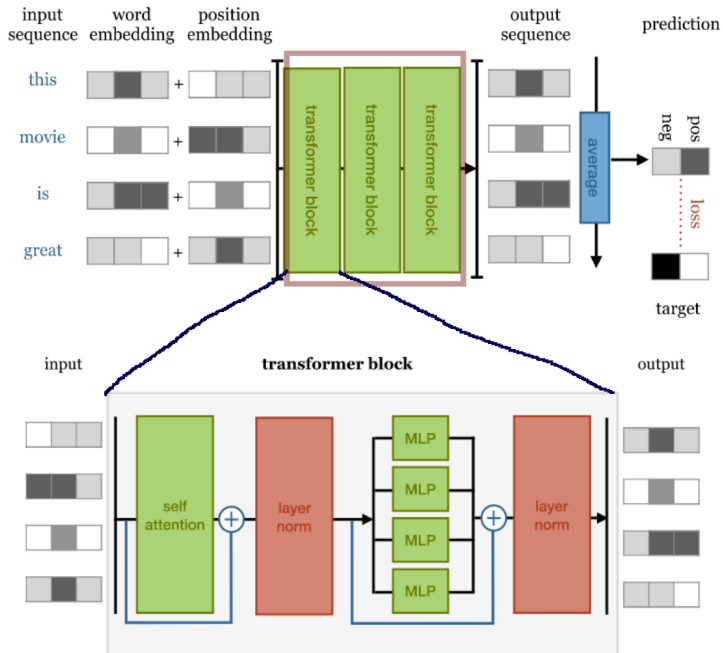 input sequence
word embedding
position embedding
output sequence
prediction
this
+
movie
+
is
+
great
+
transformer block
transformer block
transformer block
average
neg
pos
loss
target
input
transformer block
output
self attention
+
layer norm
MLP
MLP
MLP
MLP
+
layer norm